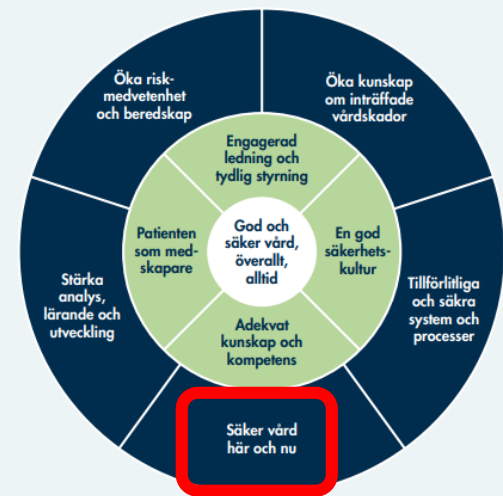 Öka risk-
medvetenhet
och beredskap
Öka kunskap
om inträffade
vårdskador
Engagerad
ledning och
tydlig styrning
Patienten
som med-
skapare
God och
säker vård,
överallt,
alltid
En god
säkerhets-
kultur
Stärka
analys,
lärande och
utveckling
Tillförlitliga
och säkra
system och
processer
Adekvat
kunskap och
kompetens
Säker vård
här och nu